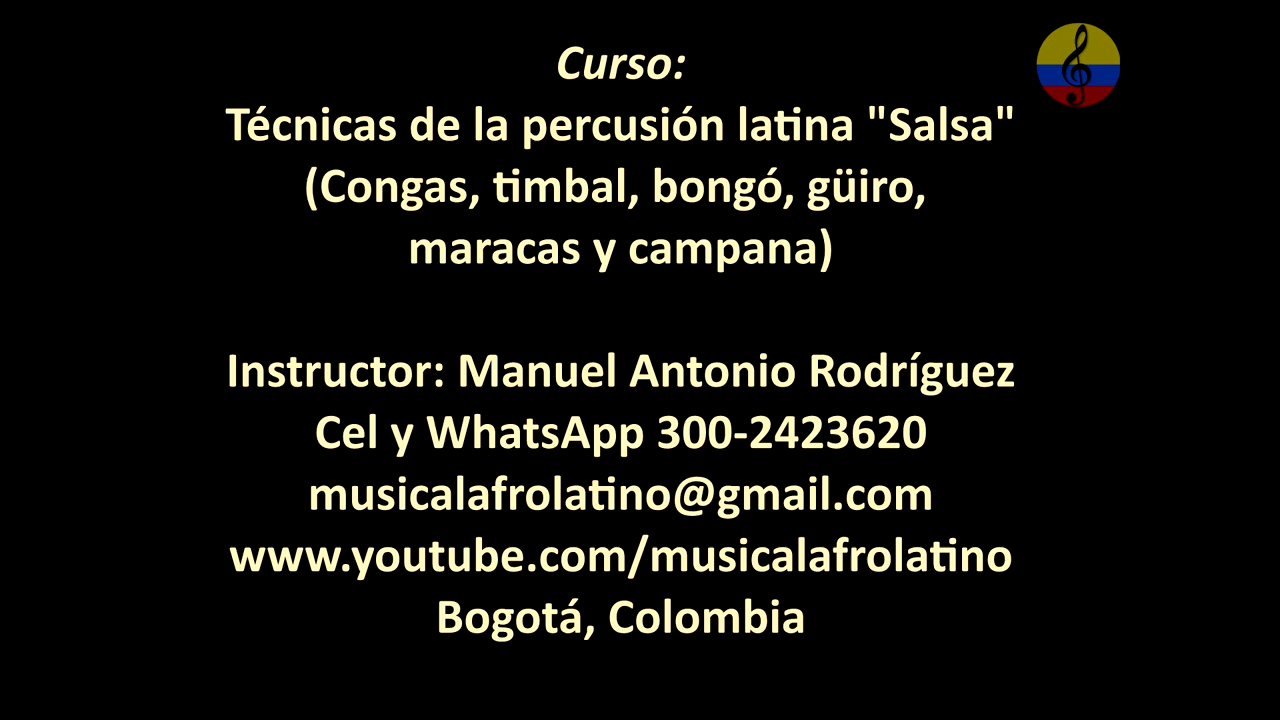 Curso:
Técnicas de la percusión latina "Salsa"
(Congas, timbal, bongó, güiro,
maracas y campana)
Instructor: Manuel Antonio Rodríguez
Cel y WhatsApp 300-2423620
musicalafrolatino@gmail.com
www.youtube.com/musicalafrolatino
Bogotá, Colombia